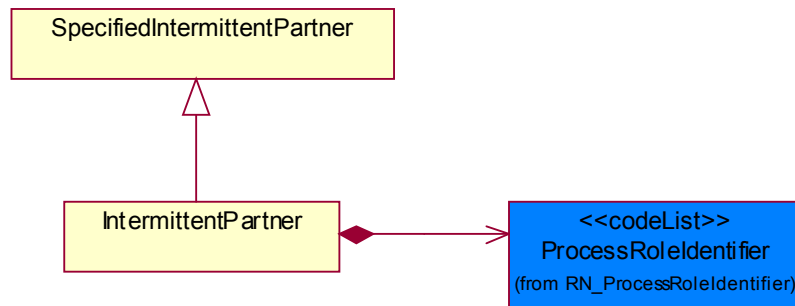 SpecifiedIntermittentPartner
IntermittentPartner
<<codeList>>
ProcessRoleIdentifier
(from RN_ProcessRoleIdentifier)